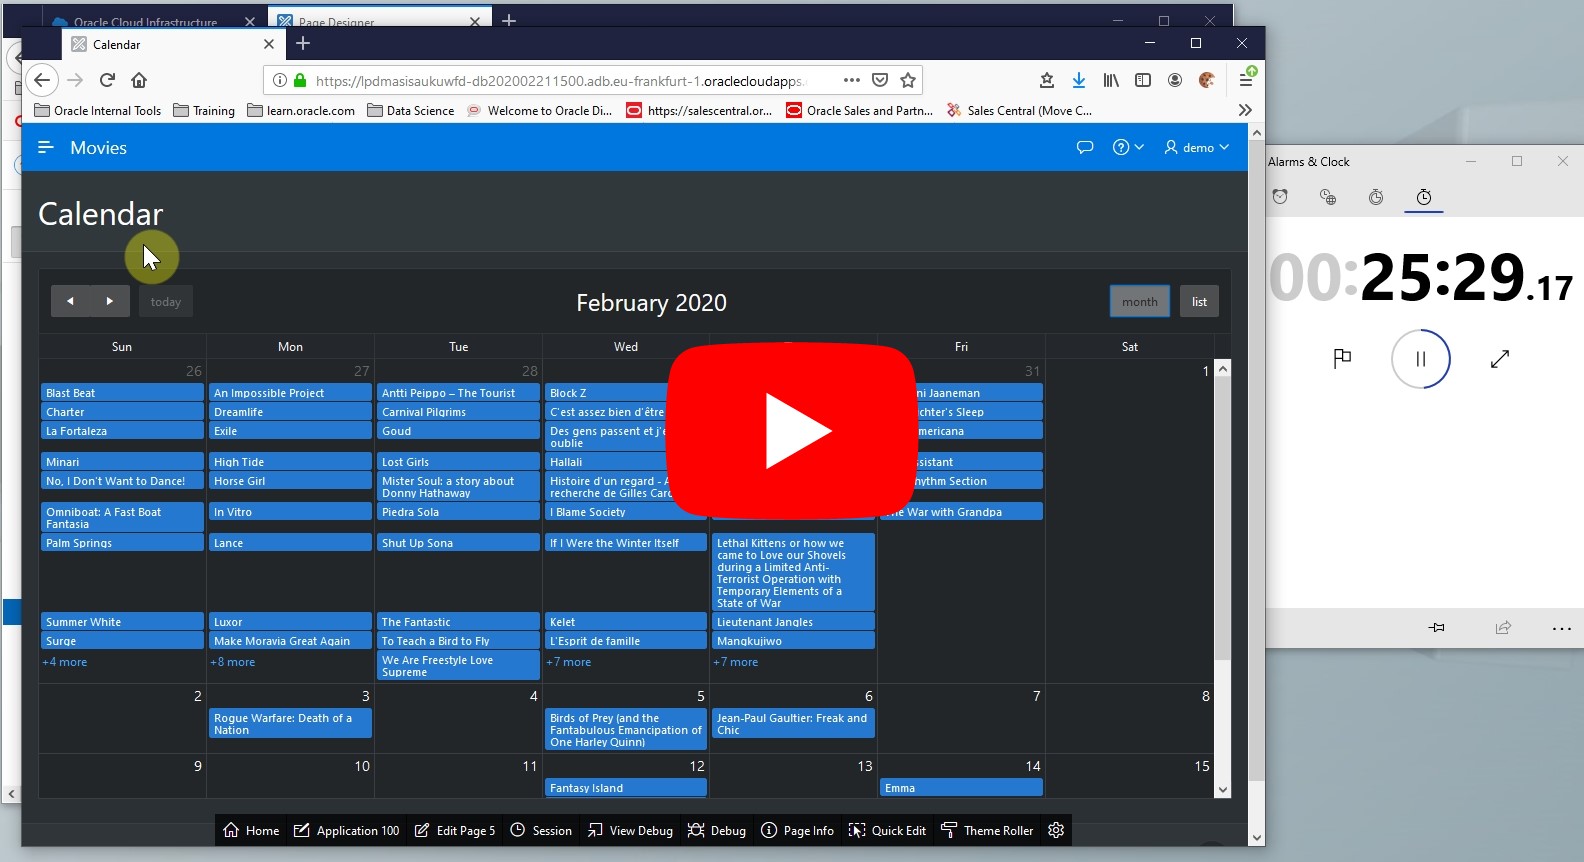 Oracle Cloud Infrastructure
Page Designer
Calendar
https://lpdmasisaukuwfd-db202002211500.adb.eu-frankfurt-1.oraclecloudapps.
Oracle Internal Tools
Training
learn.oracle.com
Data Science
Welcome to Oracle Di...
https://salescentral.or...
Oracle Sales and Partn...
Sales Central (Move C...
Alarms & Clock
Movies
demo
Calendar
00:25:29.17
today
February 2020
month
list
Sun
Mon
Tue
Wed
Fri
Sat
26
27
28
31
1
Blast Beat
An Impossible Project
Antti Peippo – The Tourist
Block Z
ni Jaaneman
Charter
Dreamlife
Carnival Pilgrims
C'est assez bien d'être
ghter's Sleep
La Fortaleza
Exile
Goud
Des gens passent et j'e
oublie
mericana
Minari
High Tide
Lost Girls
Hallali
ssistant
No, I Don't Want to Dance!
Horse Girl
Mister Soul: a story about
Donny Hathaway
Histoire d'un regard - A
recherche de Gilles Caro
hythm Section
Omniboat: A Fast Boat
Fantasia
In Vitro
Piedra Sola
I Blame Society
The War with Grandpa
Palm Springs
Lance
Shut Up Sona
If I Were the Winter Itself
Lethal Kittens or how we
came to Love our Shovels
during a Limited Anti-
Terrorist Operation with
Temporary Elements of a
State of War
Summer White
Luxor
The Fantastic
Kelet
Lieutenant Jangles
Surge
Make Moravia Great Again
To Teach a Bird to Fly
L'Esprit de famille
Mangkujiwo
+4 more
+8 more
We Are Freestyle Love
Supreme
+7 more
+7 more
2
3
4
5
6
7
8
Rogue Warfare: Death of a
Nation
Birds of Prey (and the
Fantabulous Emancipation of
One Harley Quinn)
Jean-Paul Gaultier: Freak and
Chic
9
10
11
12
13
14
15
Fantasy Island
Emma
Home
Application 100
Edit Page 5
Session
View Debug
Debug
Page Info
Quick Edit
Theme Roller